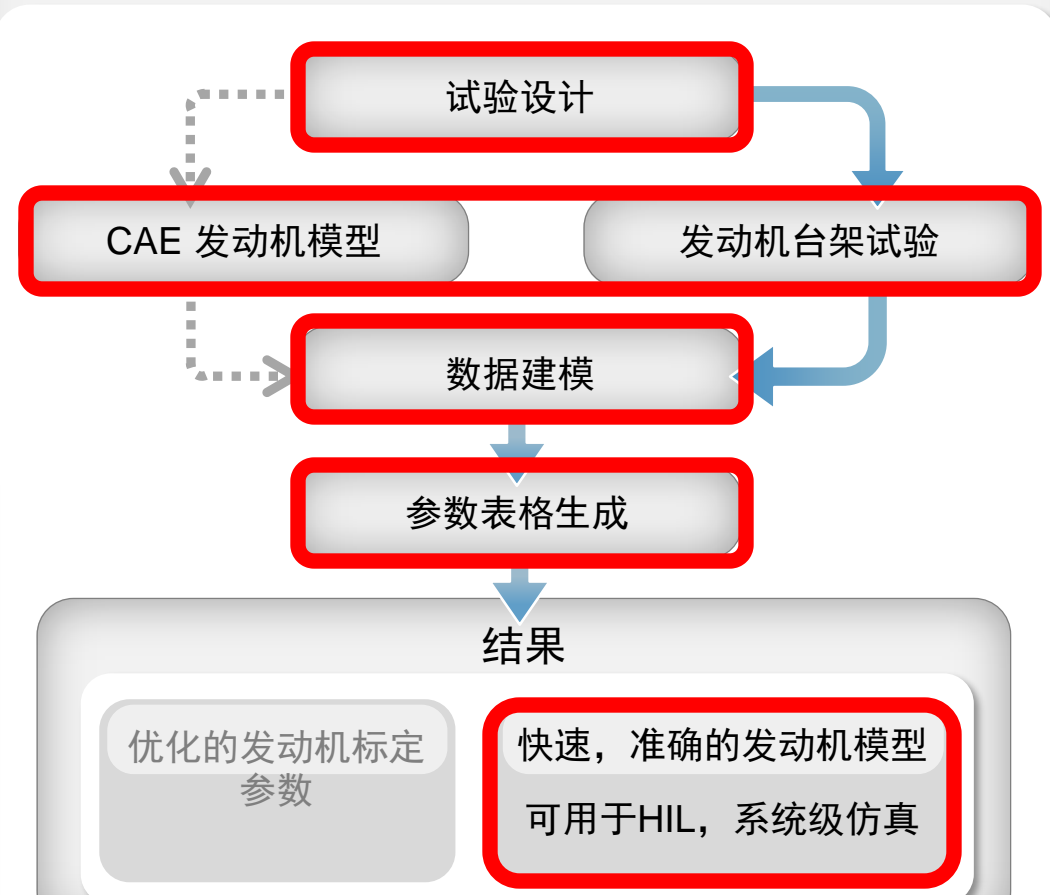 试验设计
CAE 发动机模型
发动机台架试验
数据建模
参数表格生成
结果
优化的发动机标定
参数
快速，准确的发动机模型
可用于HIL，系统级仿真